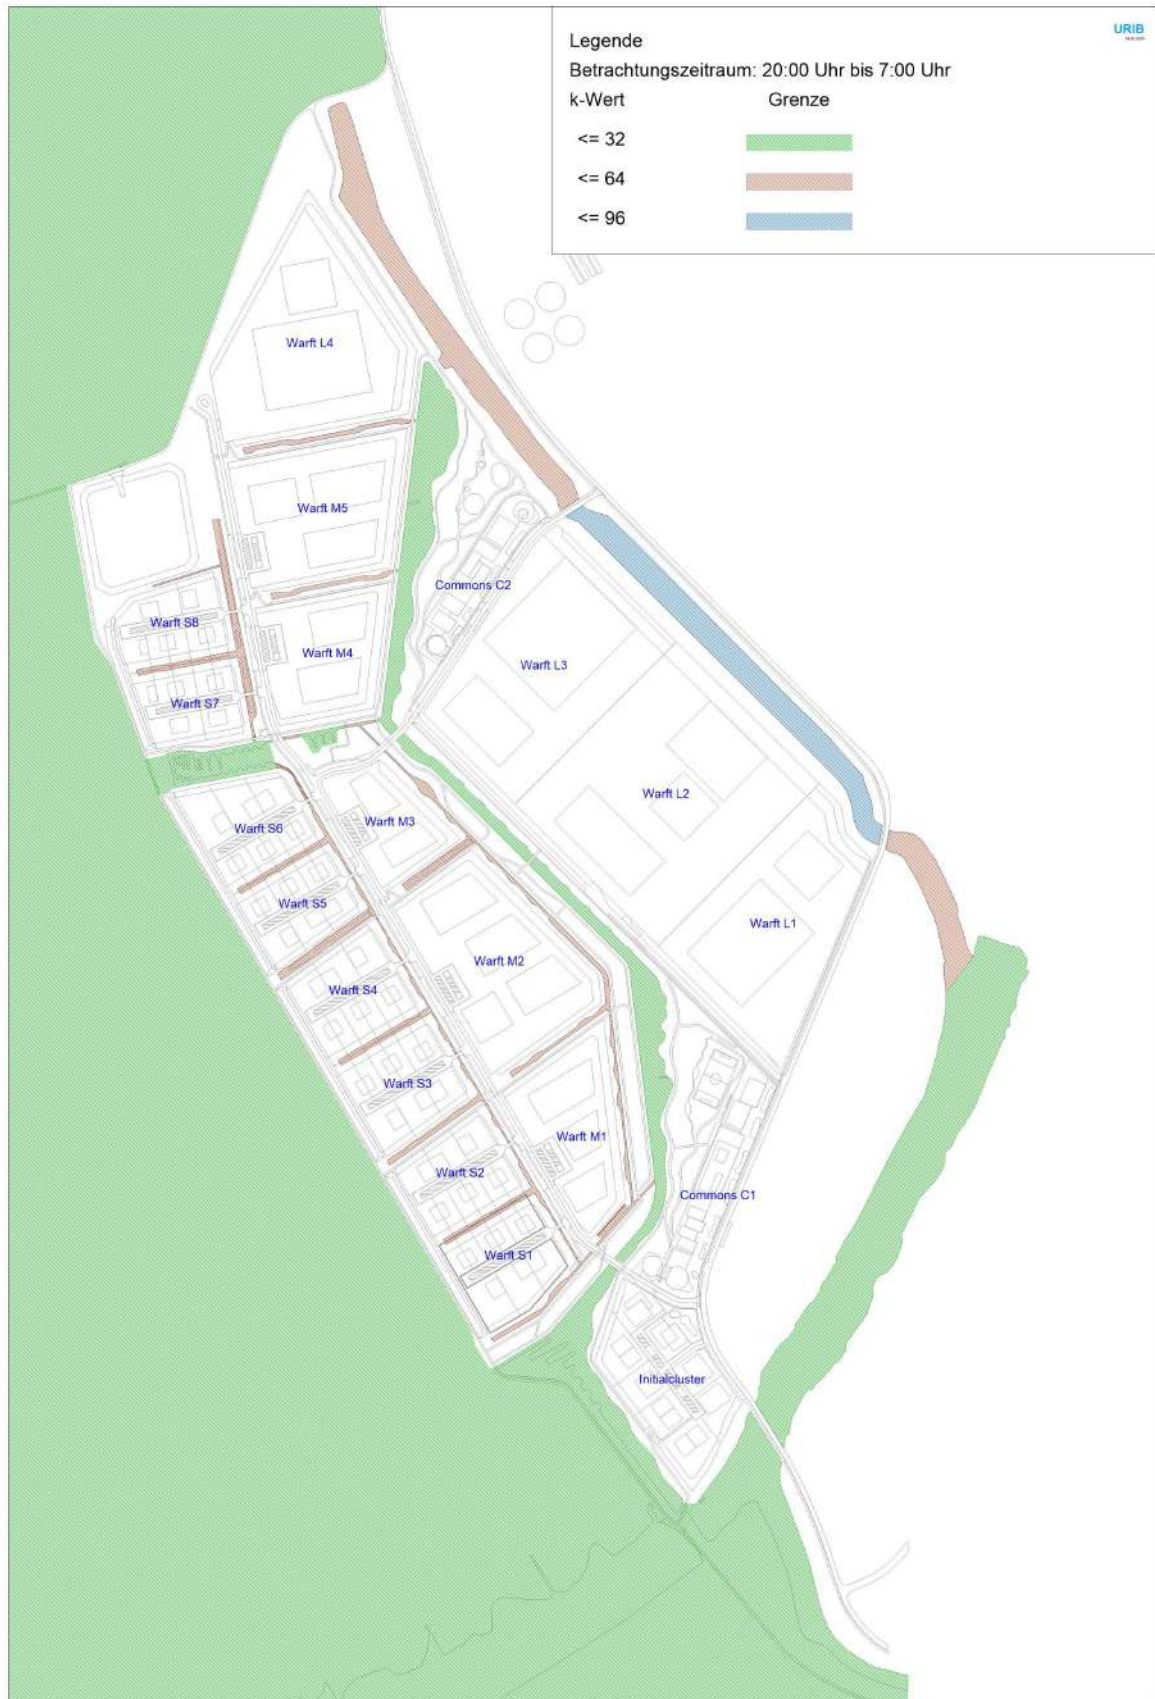 Legende
URIB
Betrachtungszeitraum: 20:00 Uhr bis 7:00 Uhr
k-Wert Grenze
<= 32
<= 64
<= 96
Warft L4
Warft M5
Commons C2
Warft S8
Warft M4
Warft L3
Warft S7
Warft L2
Warft M3
Warft S6
Warft S5
Warft L1
Warft M2
Warft S4
Warft S3
Warft M1
Warft S2
Commons C1
Warft S1
Initialcluster